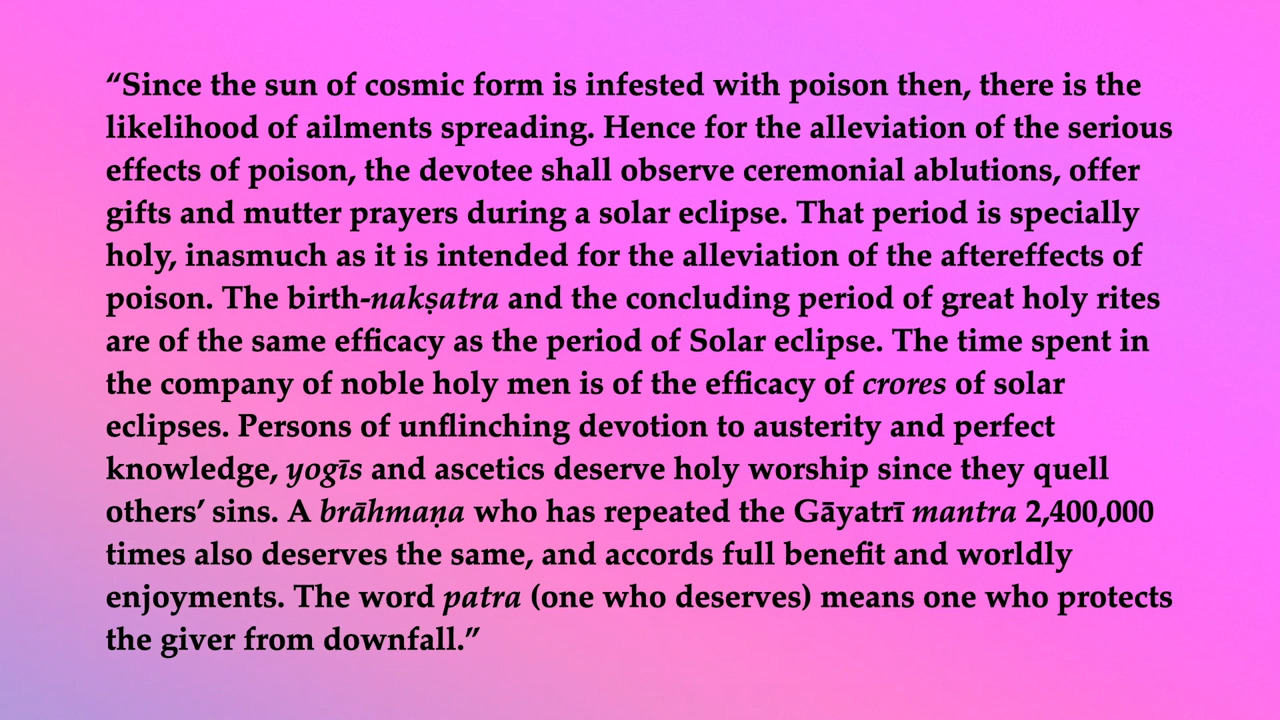 “Since the sun of cosmic form is infested with poison then, there is the
likelihood of ailments spreading. Hence for the alleviation of the serious
effects of poison, the devotee shall observe ceremonial ablutions, offer
gifts and mutter prayers during a solar eclipse. That period is specially
holy, inasmuch as it is intended for the alleviation of the aftereffects of
poison. The birth-nakṣatra and the concluding period of great holy rites
are of the same efficacy as the period of Solar eclipse. The time spent in
the company of noble holy men is of the efficacy of crores of solar
eclipses. Persons of unflinching devotion to austerity and perfect
knowledge, yogīs and ascetics deserve holy worship since they quell
others’ sins. A brāhmaṇa who has repeated the Gāyatrī mantra 2,400,000
times also deserves the same, and accords full benefit and worldly
enjoyments. The word patra (one who deserves) means one who protects
the giver from downfall.”